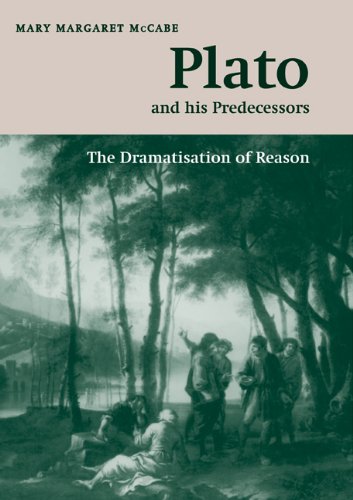 MARY MARGARET McCABE
Plato
and his Predecessors
The Dramatisation of Reason